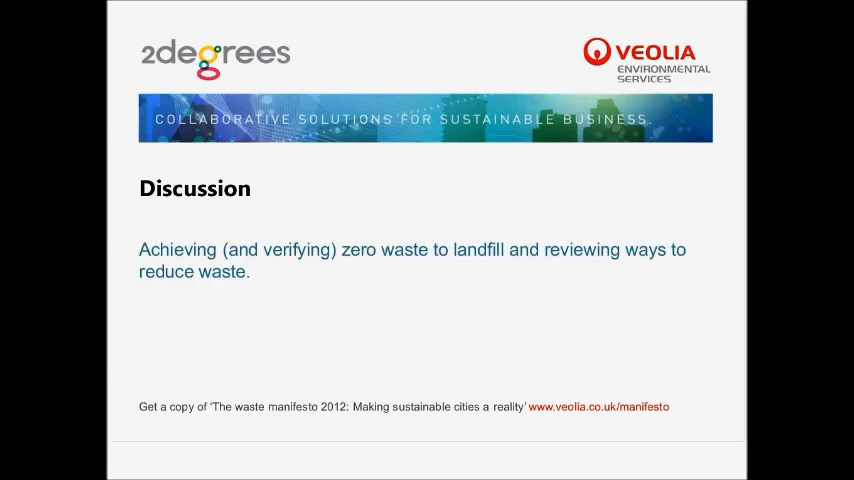 2degrees
VEOLIA
ENVIRONMENTAL
SERVICES
COLLABORATIVE SOLUTIONS FOR SUSTAINABLE BUSINESS.
Discussion
Achieving (and verifying) zero waste to landfill and reviewing ways to
reduce waste.
Get a copy of 'The waste manifesto 2012: Making sustainable cities a reality' www.veolia.co.uk/manifesto